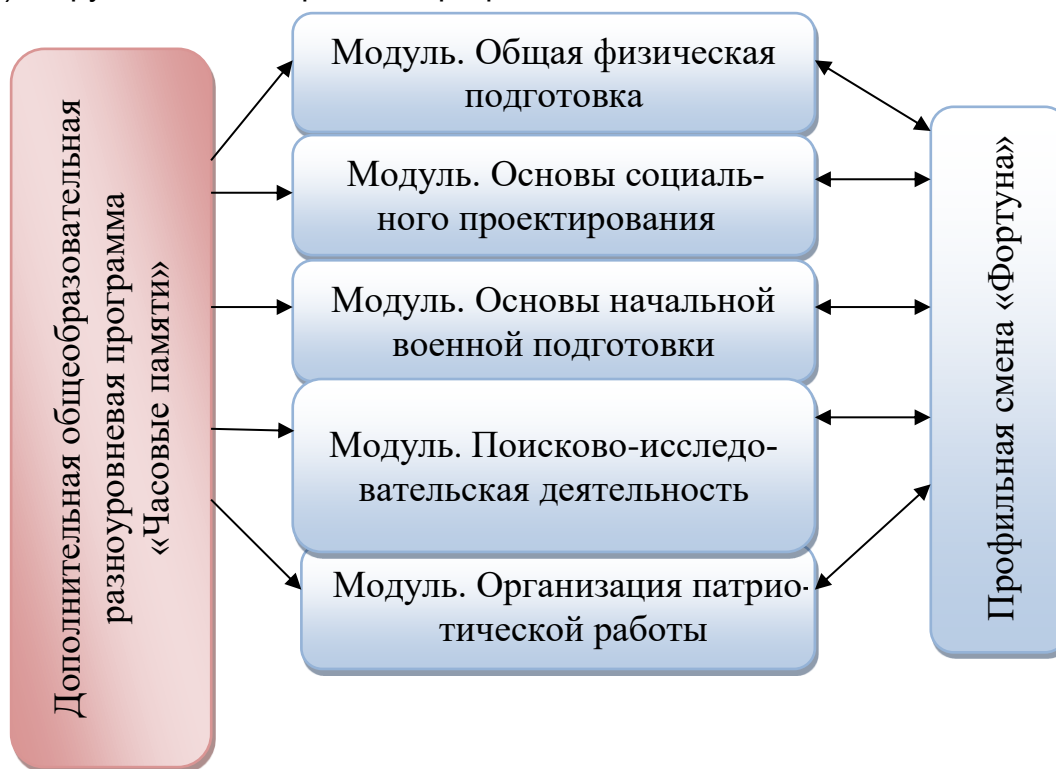 Дополнительная общеобразовательная
разноуровневая программа
«Часовые памяти»
Модуль. Общая физическая
подготовка
Модуль. Основы социаль-
ного проектирования
Модуль. Основы начальной
военной подготовки
Модуль. Поисково-исследо-
вательская деятельность
Модуль. Организация патрио-
тической работы
Профильная смена «Фортуна»